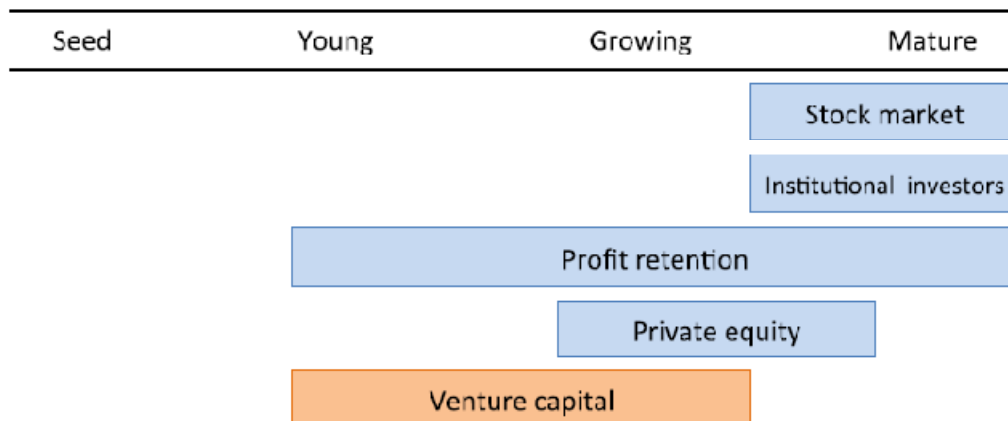 Seed Young Growing Mature
Stock market
Institutional investors
Profit retention
Private equity
Venture capital